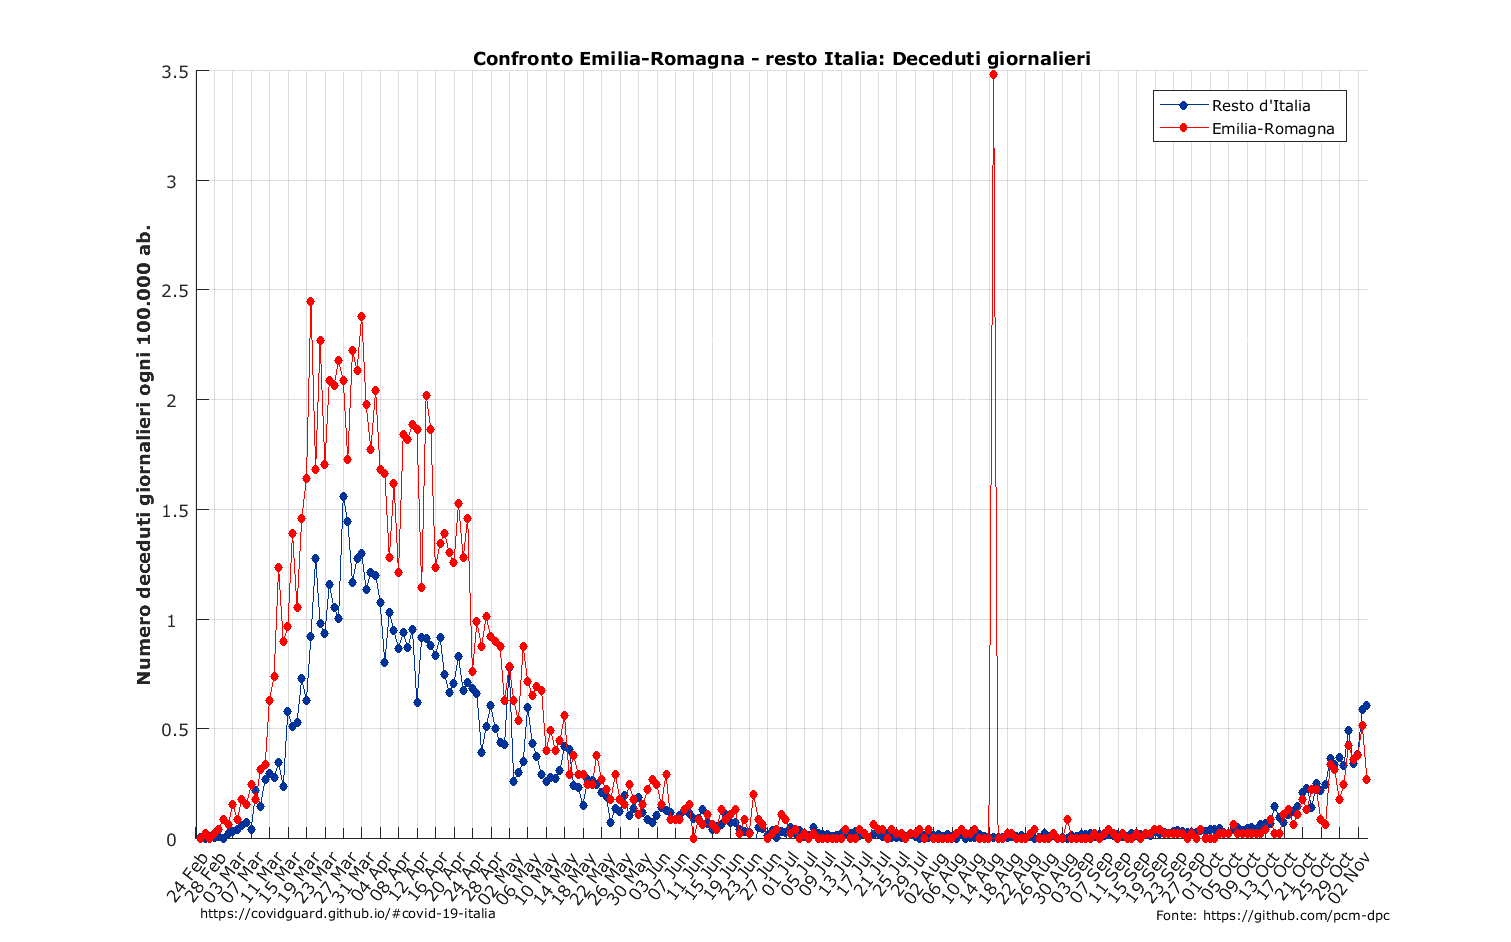 Confronto Emilia-Romagna - resto Italia: Deceduti giornalieri
Numero deceduti giornalieri ogni 100.000 ab.
3.5
3
2.5
2
1.5
1
0.5
0
Resto d'Italia
Emilia-Romagna
24 Feb
28 Feb
03 Mar
07 Mar
11 Mar
15 Mar
19 Mar
23 Mar
27 Mar
31 Mar
04 Apr
08 Apr
12 Apr
16 Apr
20 Apr
24 Apr
28 Apr
02 May
06 May
10 May
14 May
18 May
22 May
26 May
30 May
03 Jun
07 Jun
11 Jun
15 Jun
19 Jun
23 Jun
27 Jun
01 Jul
05 Jul
09 Jul
13 Jul
17 Jul
21 Jul
25 Jul
29 Jul
02 Aug
06 Aug
10 Aug
14 Aug
18 Aug
22 Aug
26 Aug
30 Aug
03 Sep
07 Sep
11 Sep
15 Sep
19 Sep
23 Sep
27 Sep
01 Oct
05 Oct
09 Oct
13 Oct
17 Oct
21 Oct
25 Oct
29 Oct
02 Nov
https://covidguard.github.io/#covid-19-italia
Fonte: https://github.com/pcm-dpc